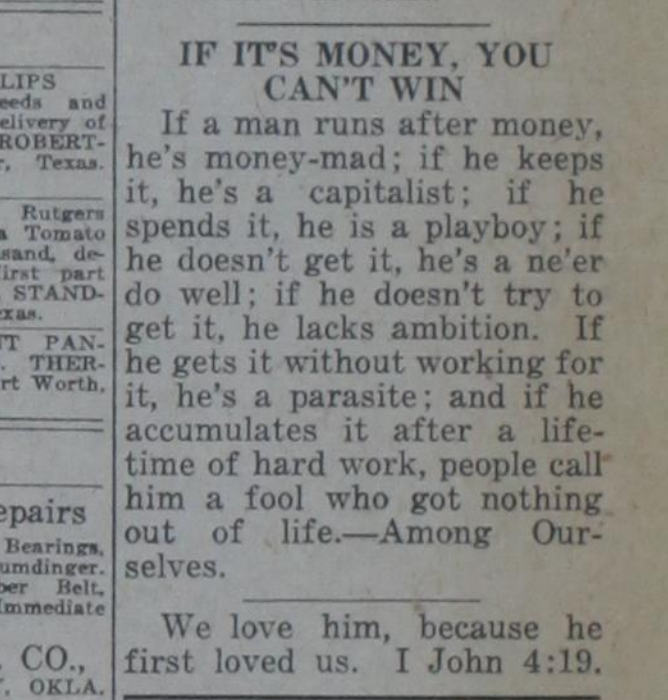 LIPS
eeds and
elivery of
ROBERT-
r, Texas.
Rutgers
a Tomato
sand, de-
first part
STAND-
xas.
NT PAN-
. THER-
rt Worth,
epairs
Bearings,
umdinger.
ber Belt,
Immediate
. CO.,
, OKLA.
IF IT'S MONEY, YOU
CAN'T WIN
If a man runs after money,
he's money-mad; if he keeps
it, he's a capitalist; if he
spends it, he is a playboy; if
he doesn't get it, he's a ne'er
do well; if he doesn't try to
get it, he lacks ambition. If
he gets it without working for
it, he's a parasite; and if he
accumulates it after a life-
time of hard work, people call
him a fool who got nothing
out of life.—Among Our-
selves.
We love him, because he
first loved us. I John 4:19.